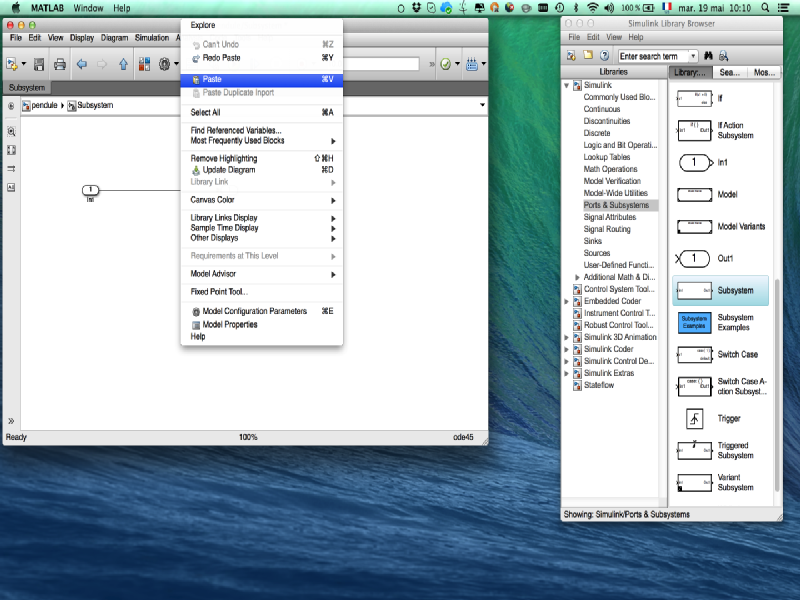 MATLAB Window Help 100% mar. 19 mai 10:10
File Edit View Display Diagram Simulation A
Subsystem
pendule Subsystem
1
In1
Ready 100% ode45
Explore
Can't Undo ⌘Z
Redo Paste ⌘Y
Paste ⌘V
Paste Duplicate Inport
Select All ⌘A
Find Referenced Variables...
Most Frequently Used Blocks
Remove Highlighting ⇧⌘H
Update Diagram ⌘D
Library Link
Canvas Color
Library Links Display
Sample Time Display
Other Displays
Requirements at This Level
Model Advisor
Fixed Point Tool...
Model Configuration Parameters ⌘E
Model Properties
Help
Simulink Library Browser
File Edit View Help
Enter search term
Libraries
Library:... Sea... Mos...
Simulink
Commonly Used Blo...
Continuous
Discontinuities
Discrete
Logic and Bit Operati...
Lookup Tables
Math Operations
Model Verification
Model-Wide Utilities
Ports & Subsystems
Signal Attributes
Signal Routing
Sinks
Sources
User-Defined Functi...
Additional Math & Di...
Control System Tool...
Embedded Coder
Instrument Control T...
Robust Control Tool...
Simulink 3D Animation
Simulink Coder
Simulink Control De...
Simulink Extras
Stateflow
If
If Action
Subsystem
1
In1
Model
Model Variants
1
Out1
Subsystem
Subsystem
Examples
Subsystem
Examples
Switch Case
Switch Case A-
ction Subsyst...
Trigger
Triggered
Subsystem
Variant
Subsystem
Showing: Simulink/Ports & Subsystems